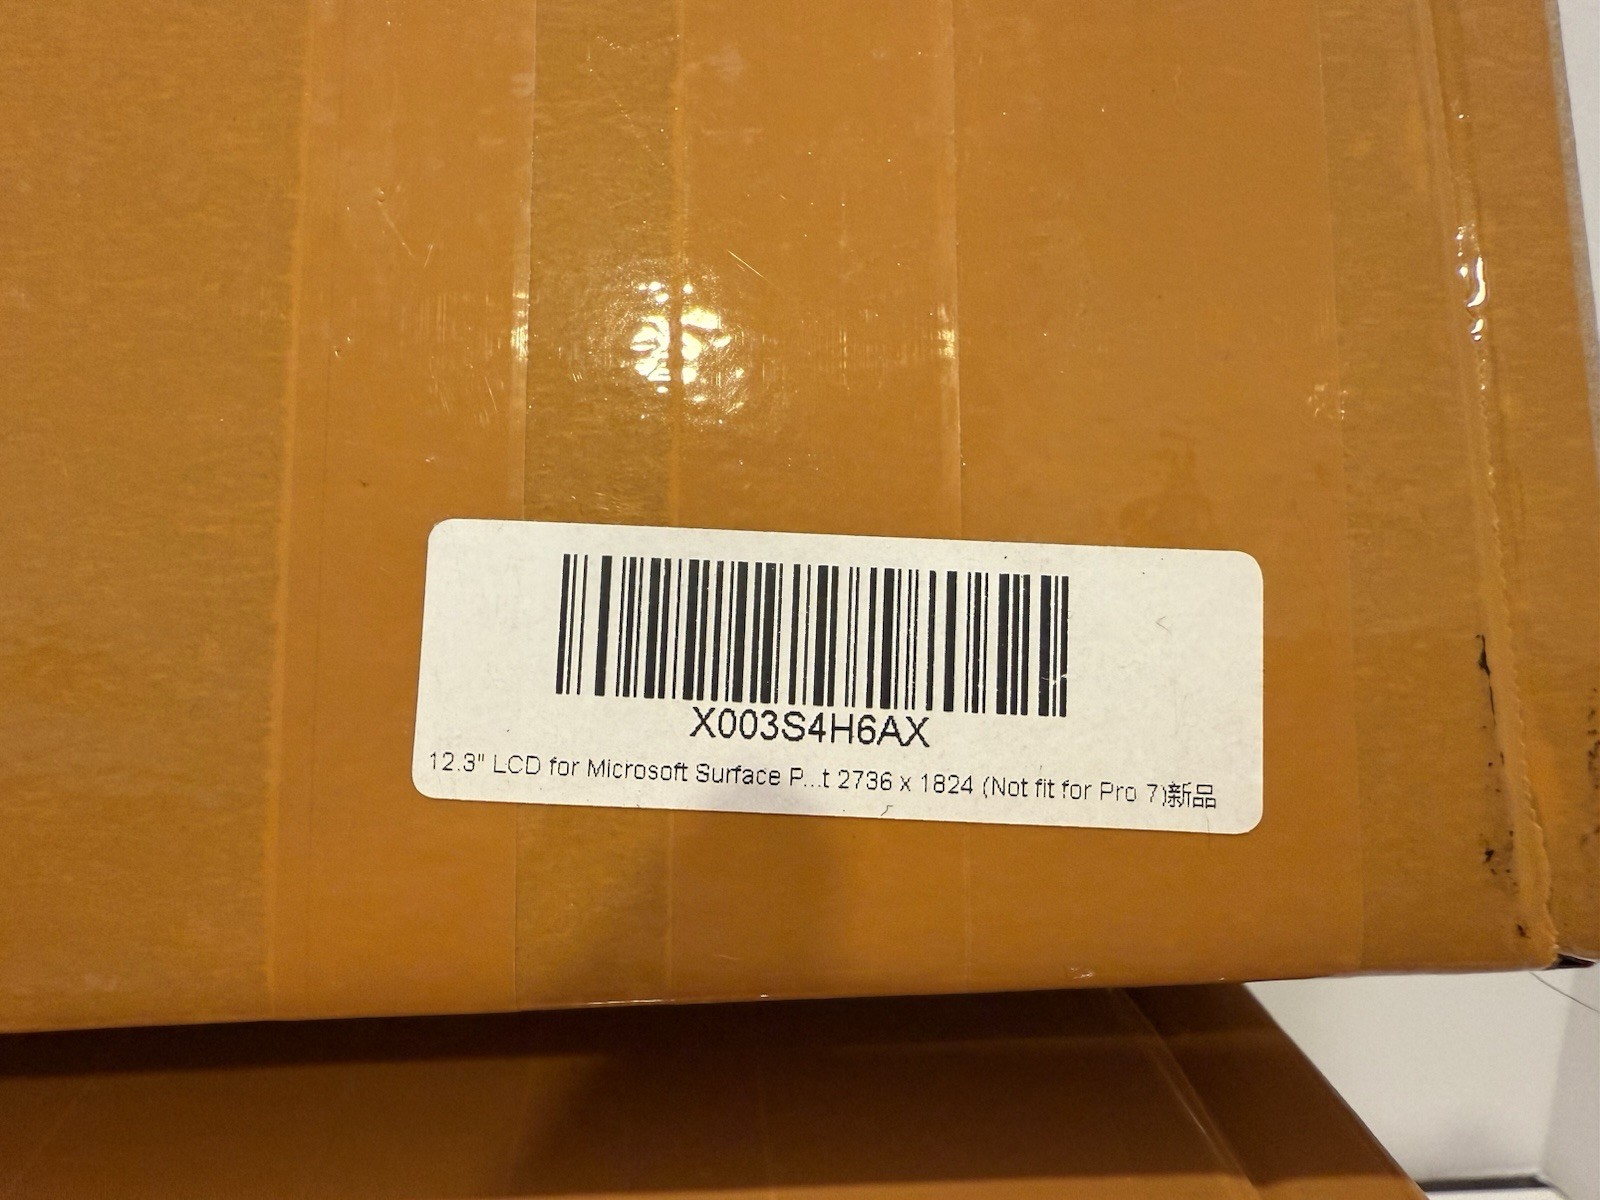 X003S4H6AX
12.3" LCD for Microsoft Surface P...t 2736 x 1824 (Not fit for Pro 7)新品